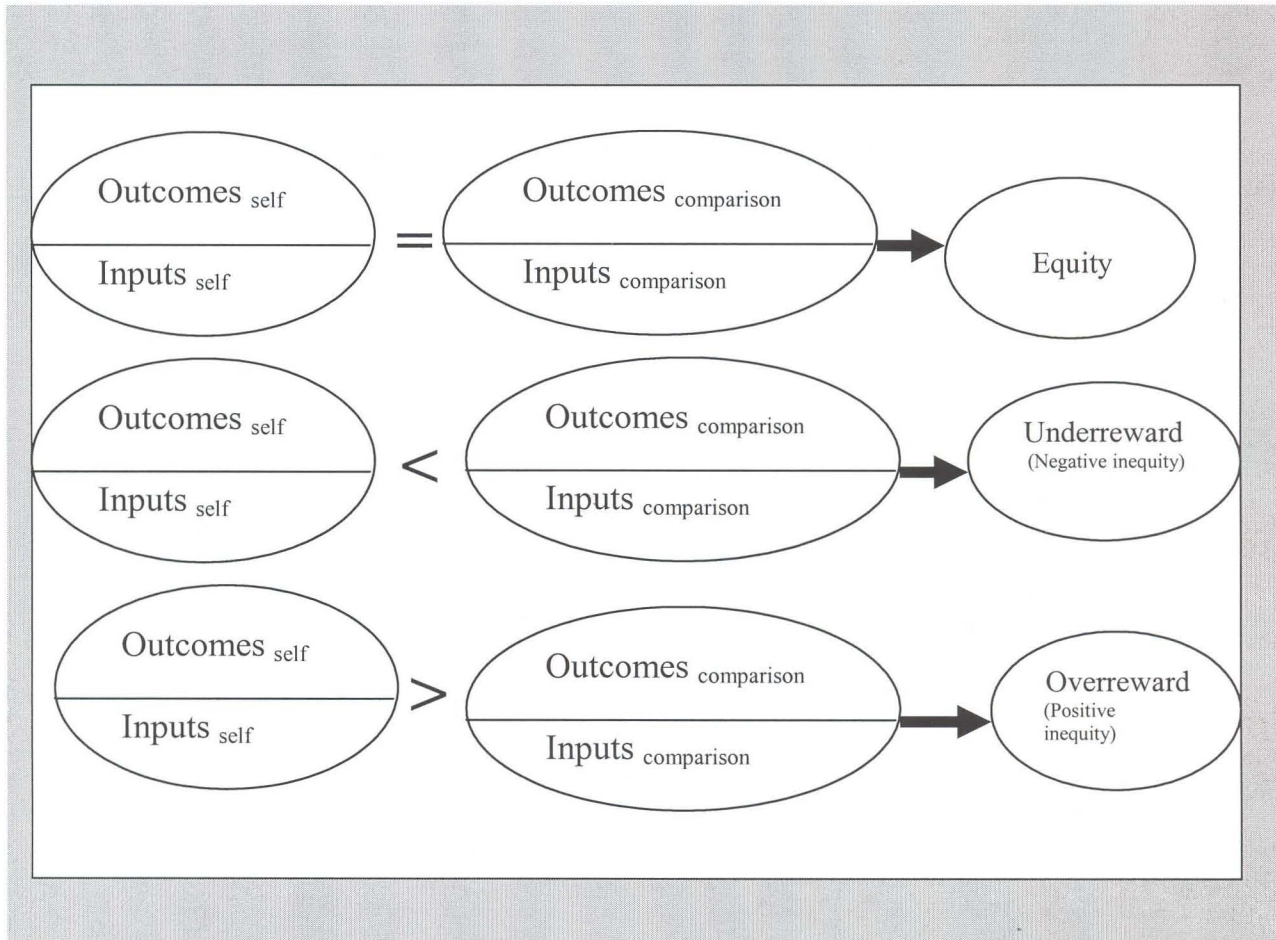 Outcomes self = Outcomes comparison
Inputs self Inputs comparison
Equity
Outcomes self < Outcomes comparison
Inputs self Inputs comparison
Underreward
(Negative inequity)
Outcomes self > Outcomes comparison
Inputs self Inputs comparison
Overreward
(Positive
inequity)